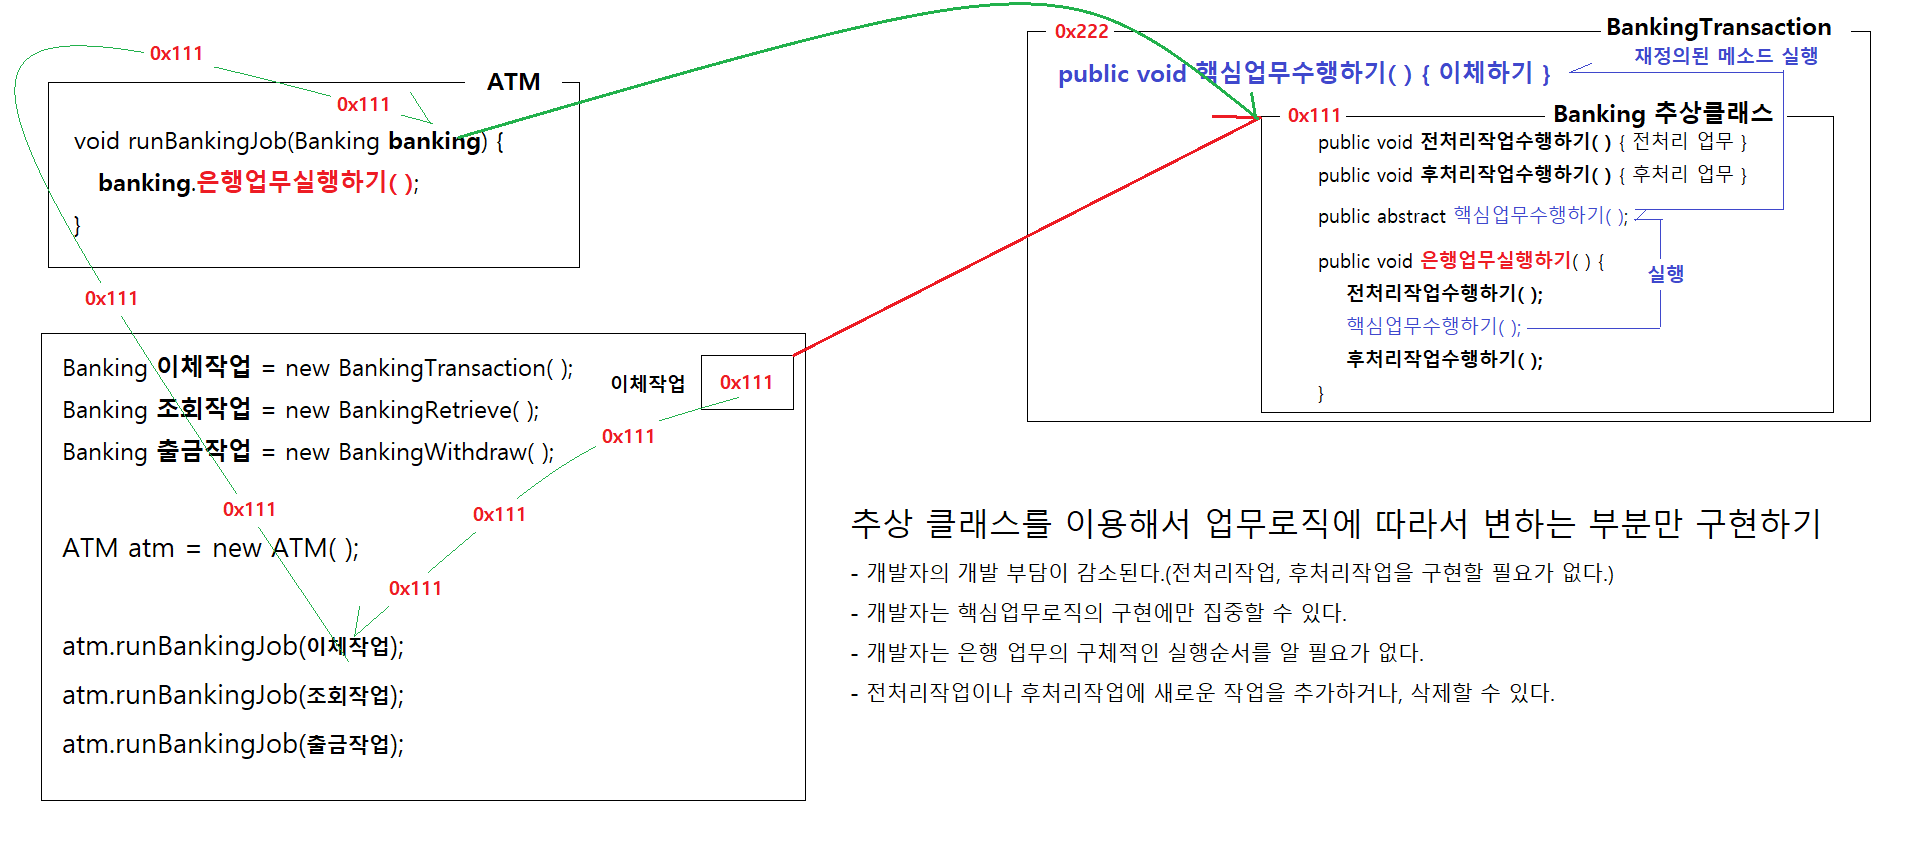 0x111
ATM
0x111
void runBankingJob(Banking banking) {
banking.은행업무실행하기( );
}
0x111
0x222
BankingTransaction
재정의된 메소드 실행
public void 핵심업무수행하기( ) { 이체하기 }
0x111
Banking 추상클래스
public void 전처리작업수행하기( ) { 전처리 업무 }
public void 후처리작업수행하기( ) { 후처리 업무 }
public abstract 핵심업무수행하기( );
public void 은행업무실행하기( ) {
실행
전처리작업수행하기( );
핵심업무수행하기( );
후처리작업수행하기( );
}
Banking 이체작업 = new BankingTransaction( );
이체작업
0x111
Banking 조회작업 = new BankingRetrieve( );
0x111
Banking 출금작업 = new BankingWithdraw( );
0x111
0x111
ATM atm = new ATM( );
0x111
atm.runBankingJob(이체작업);
atm.runBankingJob(조회작업);
atm.runBankingJob(출금작업);
추상 클래스를 이용해서 업무로직에 따라서 변하는 부분만 구현하기
- 개발자의 개발 부담이 감소된다.(전처리작업, 후처리작업을 구현할 필요가 없다.)
- 개발자는 핵심업무로직의 구현에만 집중할 수 있다.
- 개발자는 은행 업무의 구체적인 실행순서를 알 필요가 없다.
- 전처리작업이나 후처리작업에 새로운 작업을 추가하거나, 삭제할 수 있다.